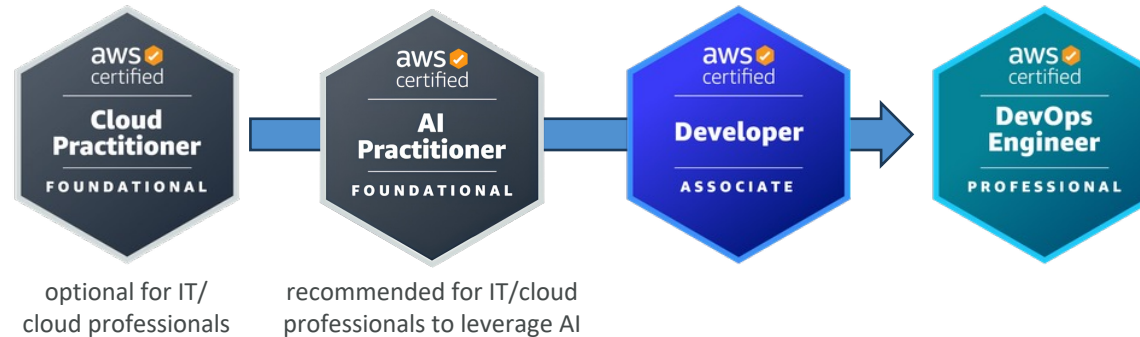 aws
certified
Cloud
Practitioner
FOUNDATIONAL
aws
certified
AI
Practitioner
FOUNDATIONAL
aws
certified
Developer
ASSOCIATE
aws
certified
DevOps
Engineer
PROFESSIONAL
optional for IT/
cloud professionals
recommended for IT/cloud
professionals to leverage AI